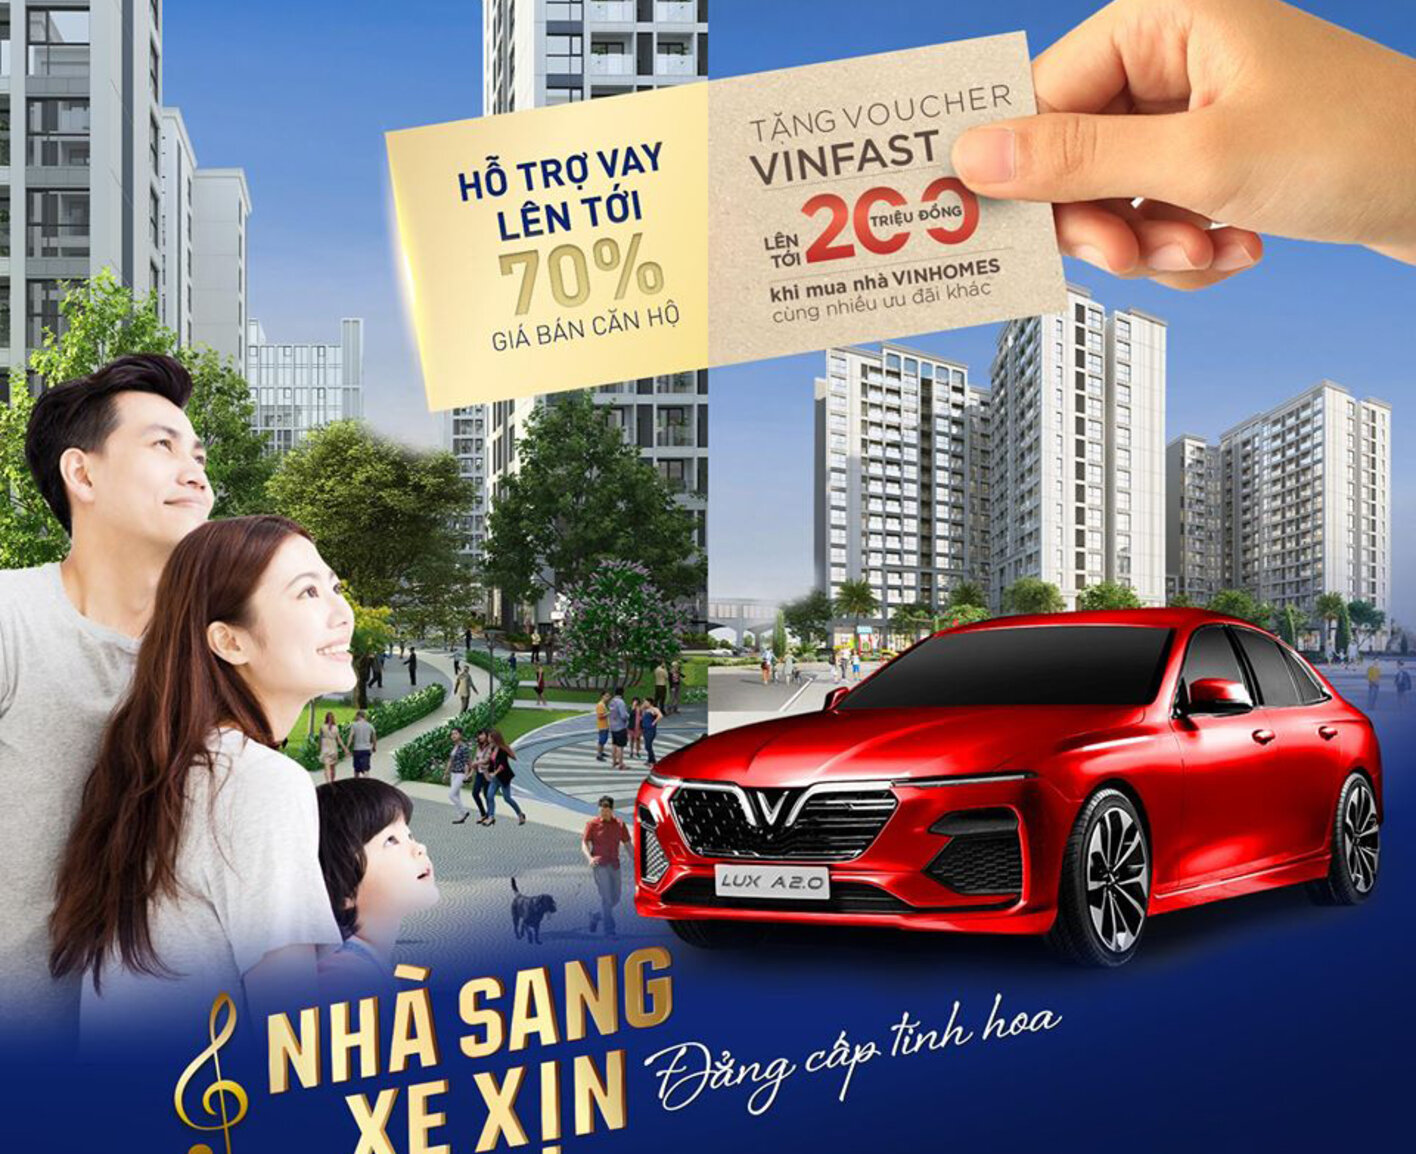 HỖ TRỢ VAY
LÊN TỚI
70%
GIÁ BÁN CĂN HỘ
TẶNG VOUCHER
VINFAST
LÊN TỚI 200 TRIỆU ĐỒNG
khi mua nhà VINHOMES
cùng nhiều ưu đãi khác
LUX A2.0
NHÀ SANG
XE XỊN
Đẳng cấp tinh hoa